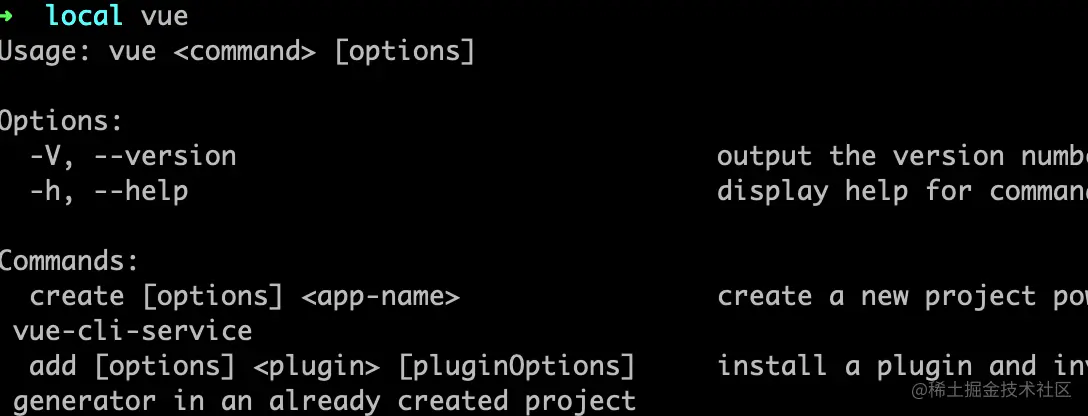 ➜  local vue
Usage: vue <command> [options]

Options:
  -V, --version                              output the version numbe
  -h, --help                                 display help for comman

Commands:
  create [options] <app-name>                create a new project pow
 vue-cli-service
  add [options] <plugin> [pluginOptions]     install a plugin and inv
 generator in an already created project
@稀土掘金技术社区